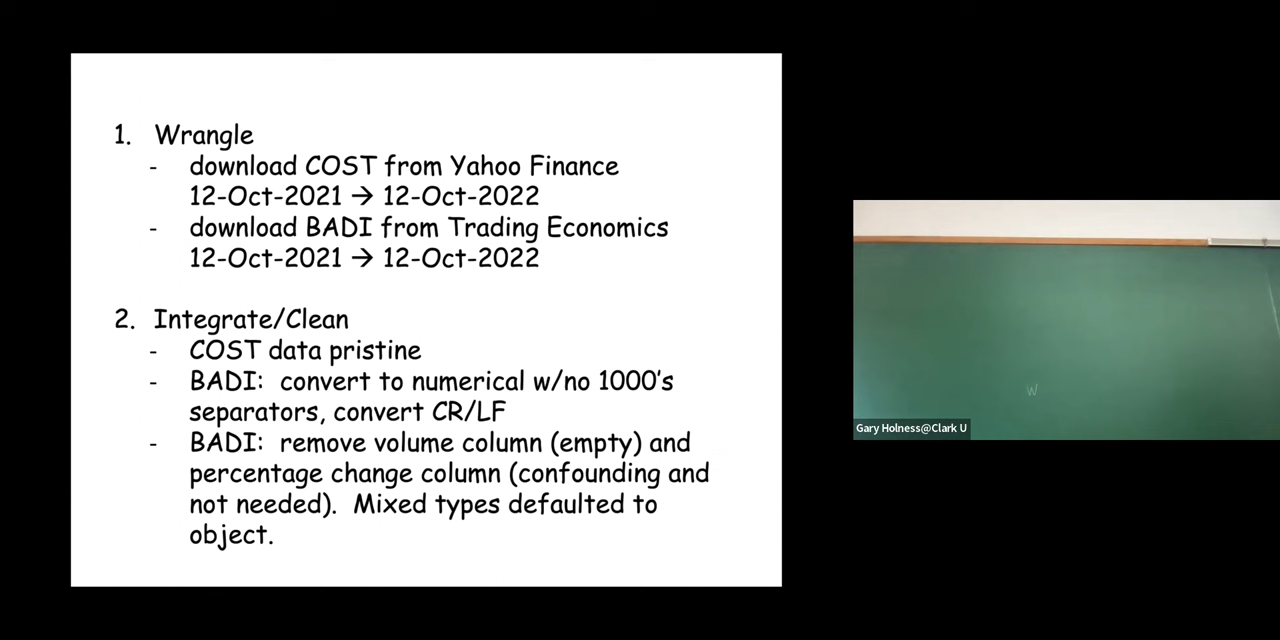 1. Wrangle
- download COST from Yahoo Finance
12-Oct-2021 → 12-Oct-2022
- download BADI from Trading Economics
12-Oct-2021 → 12-Oct-2022
2. Integrate/Clean
- COST data pristine
- BADI: convert to numerical w/no 1000's
separators, convert CR/LF
- BADI: remove volume column (empty) and
percentage change column (confounding and
not needed). Mixed types defaulted to
object.
W
Gary Holness@Clark U